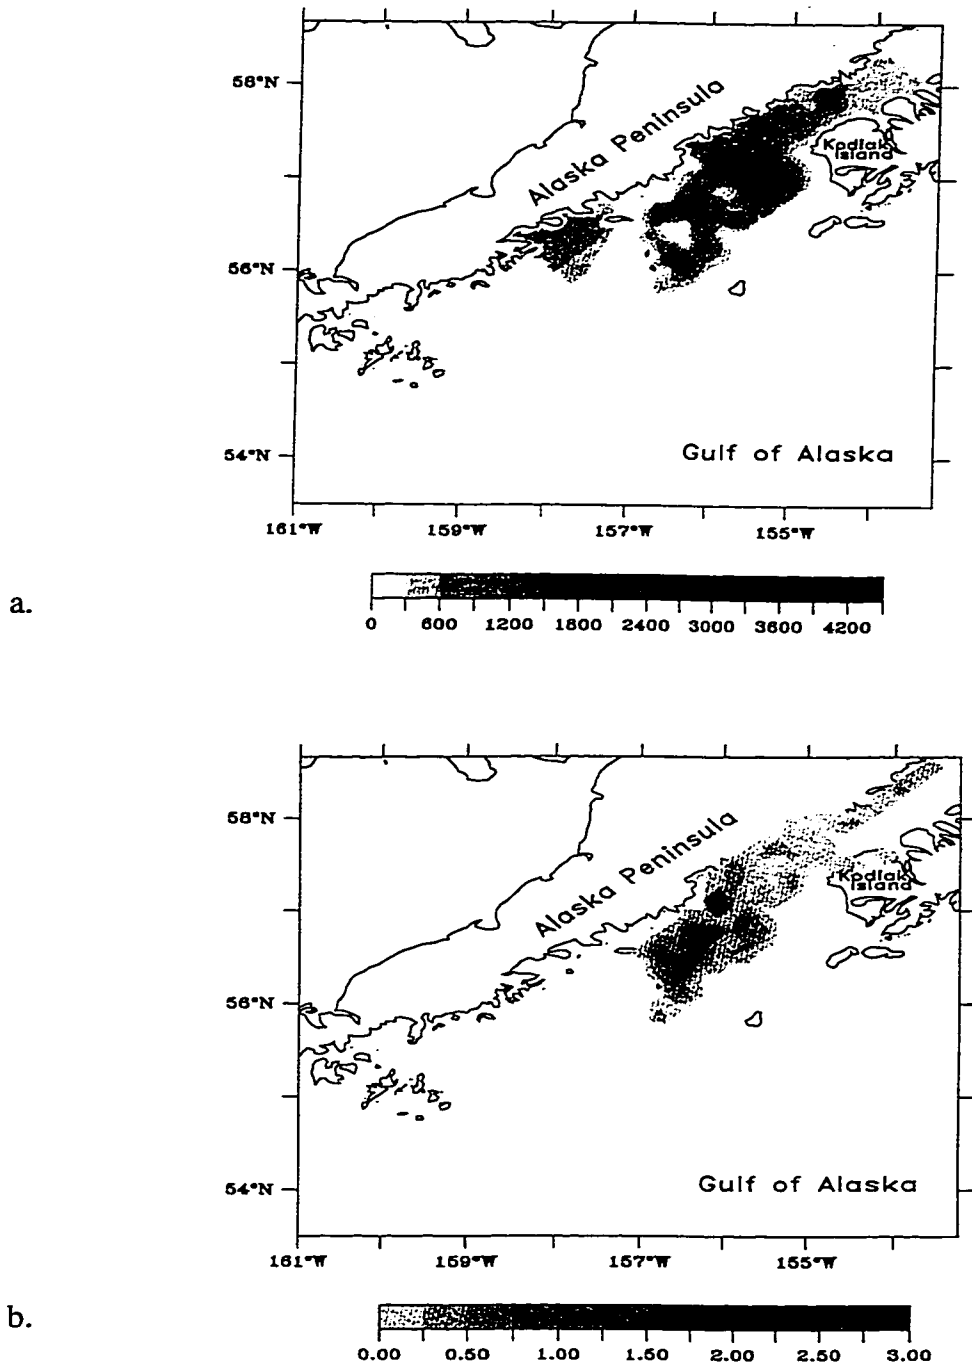 58°N
Alaska Peninsula
Kodiak
Island
56°N
54°N
Gulf of Alaska
161°W 159°W 157°W 155°W
a.
0 600 1200 1800 2400 3000 3600 4200
58°N
Alaska Peninsula
Kodiak
Island
56°N
54°N
Gulf of Alaska
161°W 159°W 157°W 155°W
b.
0.00 0.50 1.00 1.50 2.00 2.50 3.00